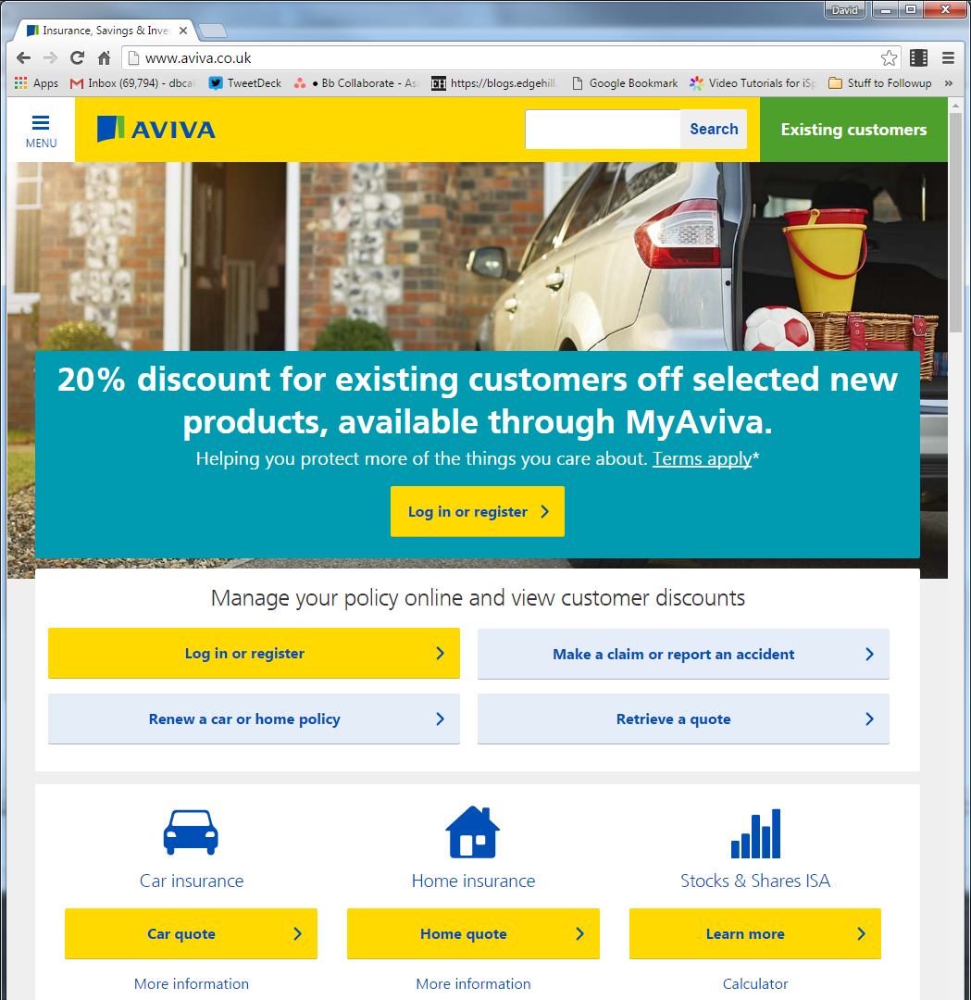 David
Insurance, Savings & Inve
www.aviva.co.uk
Apps
Inbox (69,794) - dbca
TweetDeck
● Bb Collaborate - As
EH
https://blogs.edgehill
Google Bookmark
Video Tutorials for iSp
Stuff to Followup
»
MENU
AVIVA
Search
Existing customers
20% discount for existing customers off selected new
products, available through MyAviva.
Helping you protect more of the things you care about. Terms apply*
Log in or register
Manage your policy online and view customer discounts
Log in or register
Make a claim or report an accident
Renew a car or home policy
Retrieve a quote
Car insurance
Home insurance
Stocks & Shares ISA
Car quote
Home quote
Learn more
More information
More information
Calculator